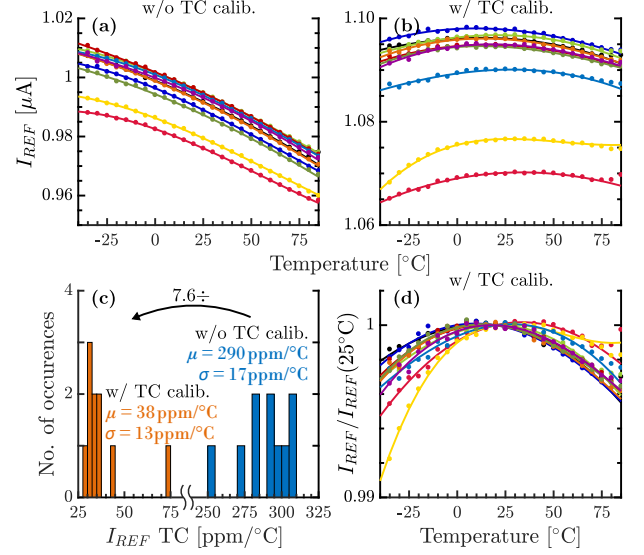 w/o TC calib.
w/ TC calib.
(a)
(b)
1.02
1
0.98
0.96
I_REF [μA]
-25 0 25 50 75
1.10
1.08
1.06
-25 0 25 50 75
Temperature [°C]
w/ TC calib.
(c)
(d)
7.6÷
w/o TC calib.
μ = 290 ppm/°C
σ = 17 ppm/°C
w/ TC calib.
μ = 38 ppm/°C
σ = 13 ppm/°C
No. of occurences
4
2
0
25 50 75 250 275 300 325
I_REF TC [ppm/°C]
I_REF/I_REF(25°C)
1
0.99
-25 0 25 50 75
Temperature [°C]